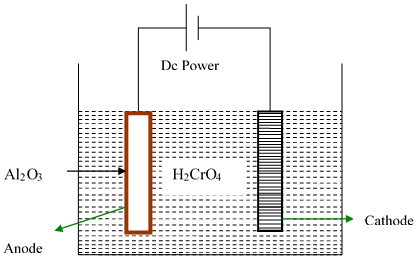 Dc Power
Al₂O₃
H₂CrO₄
Cathode
Anode